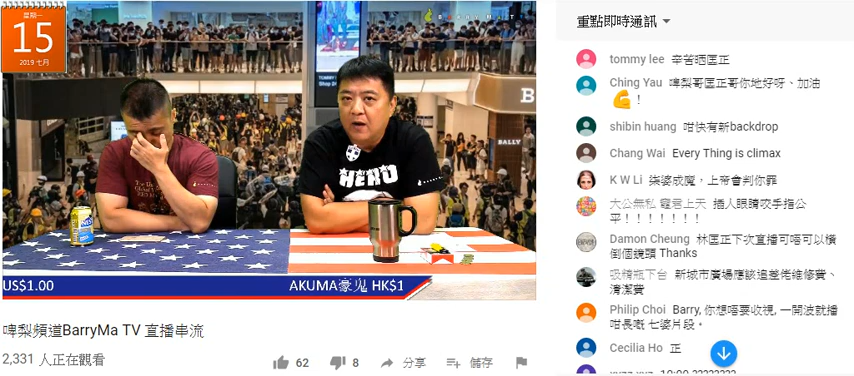 星期一
15
2019 七月
BARRYMA TV
BALLY
HERO
US$1.00
AKUMA豪鬼 HK$1
啤梨頻道BarryMa TV 直播串流
2,331 人正在觀看
62
8
分享
儲存
重點即時通訊
tommy lee 辛苦晒匡正
Ching Yau 啤梨哥匡正哥你地好呀、加油
💪！
shibin huang 咁快有新backdrop
Chang Wai Every Thing is climax
K W Li 柒婆成魔，上帝會判你罪
大公無私 寵君上天 插人眼睛咬手指公
平！！！！！！！
Damon Cheung 林匡正下次直播可唔可以橫
倒個鏡頭 Thanks
吸精瓶下台 新城市廣場應該追差佬維修費、
清潔費
Philip Choi Barry, 你想唔要收視, 一開波就播
咁長嘅 七婆片段。
Cecilia Ho 正